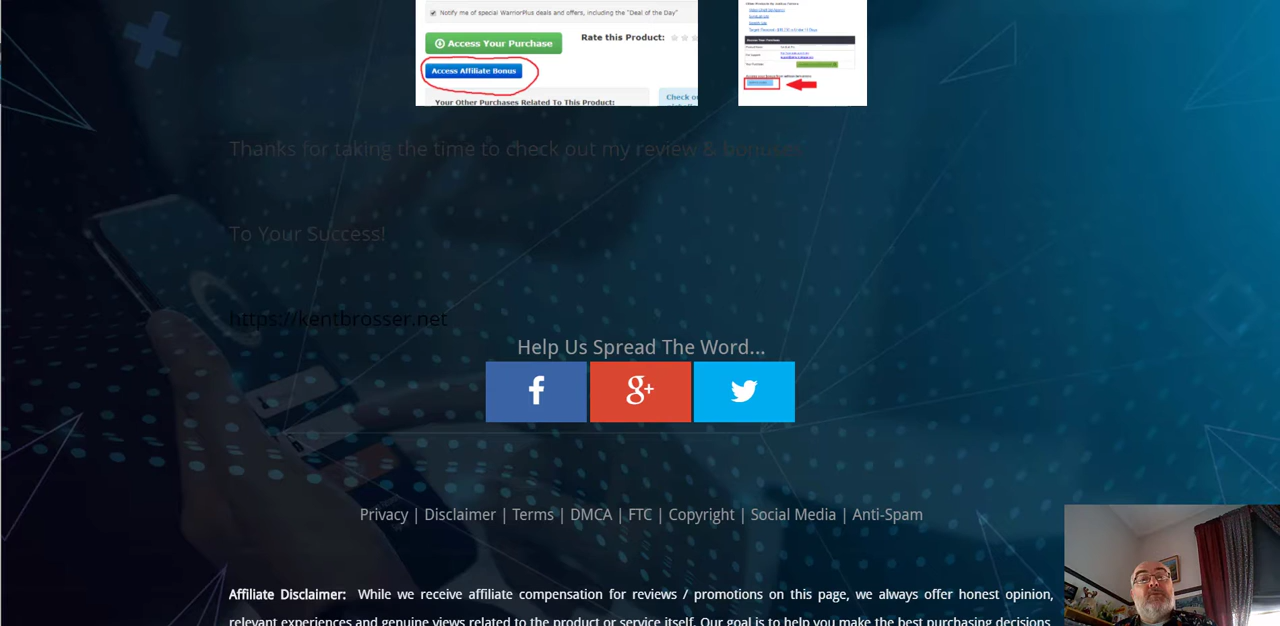 Notify me of special WarriorPlus deals and offers, including the "Deal of the Day"
Access Your Purchase
Rate this Product:
Access Affiliate Bonus
Your Other Purchases Related To This Product:
Check
Thanks for taking the time to check out my review & bonuses
To Your Success!
https://kentbrosser.net
Help Us Spread The Word...
f
g+
Privacy | Disclaimer | Terms | DMCA | FTC | Copyright | Social Media | Anti-Spam
Affiliate Disclaimer: While we receive affiliate compensation for reviews / promotions on this page, we always offer honest opinion,
relevant experiences and genuine views related to the product or service itself. Our goal is to help you make the best purchasing decisions,